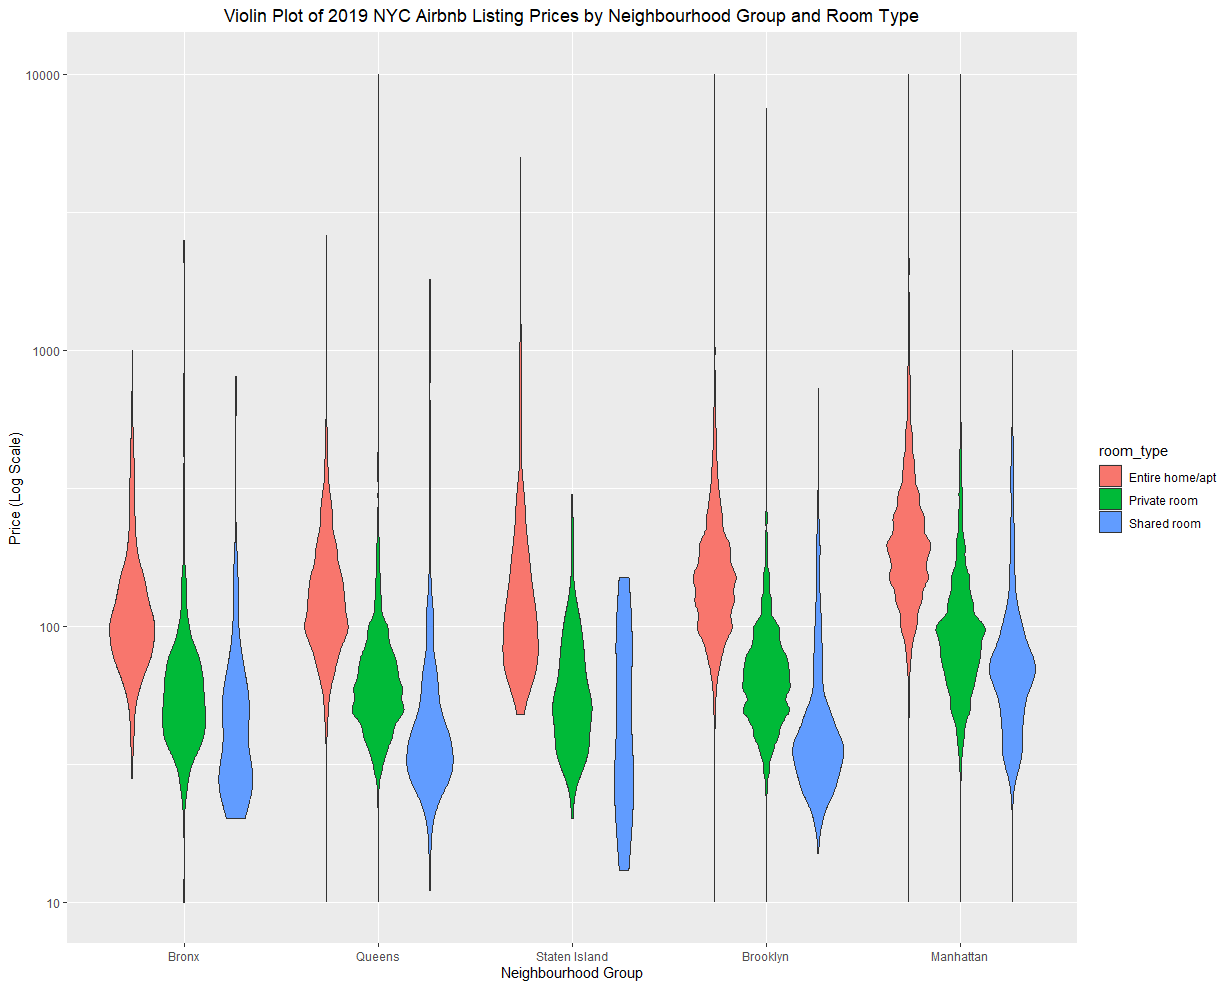 Violin Plot of 2019 NYC Airbnb Listing Prices by Neighbourhood Group and Room Type
10000
1000
100
10
Price (Log Scale)
Bronx
Queens
Staten Island
Brooklyn
Manhattan
Neighbourhood Group
room_type
Entire home/apt
Private room
Shared room